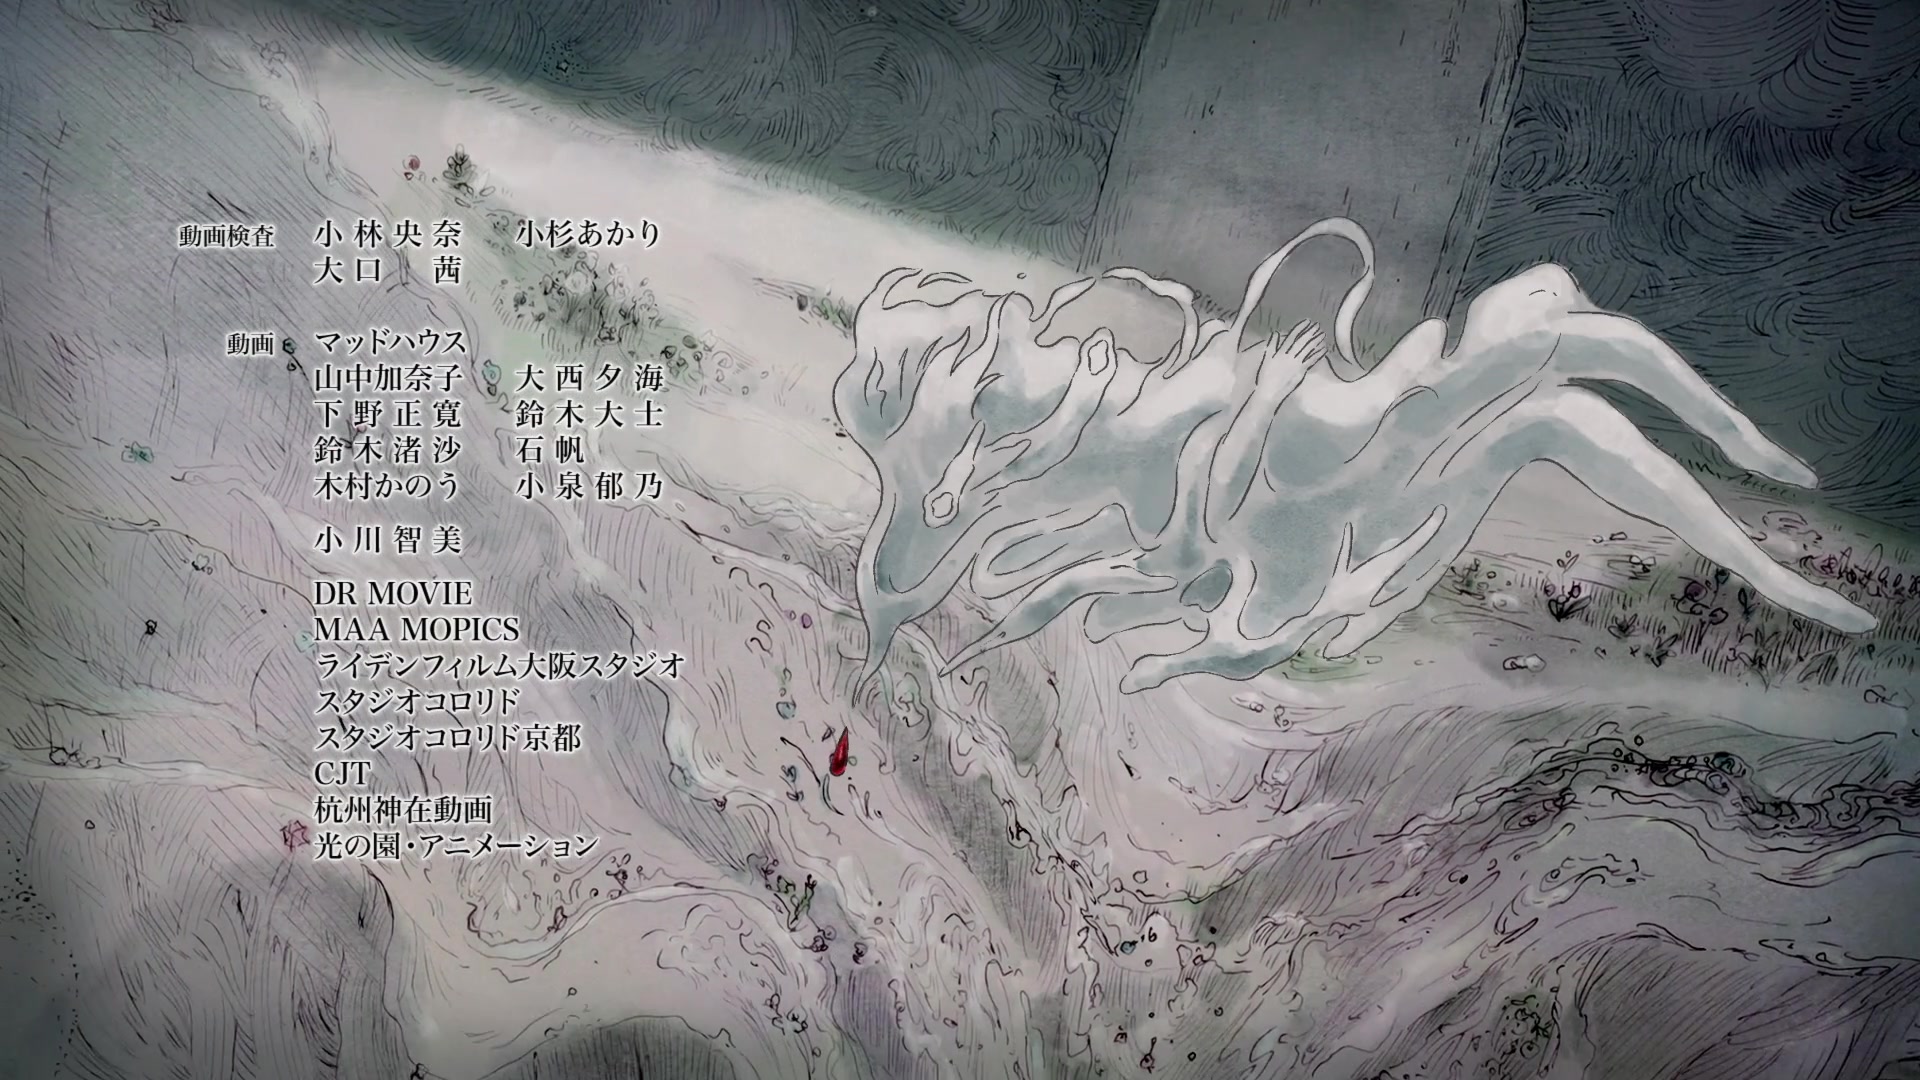 動画検査 小林央奈 小杉あかり
大口 茜
動画 マッドハウス
山中加奈子 大西夕海
下野正寛 鈴木大士
鈴木渚沙 石帆
木村かのう 小泉郁乃
小川智美
DR MOVIE
MAA MOPICS
ライデンフィルム大阪スタジオ
スタジオコロリド
スタジオコロリド京都
CJT
杭州神在動画
光の園・アニメーション